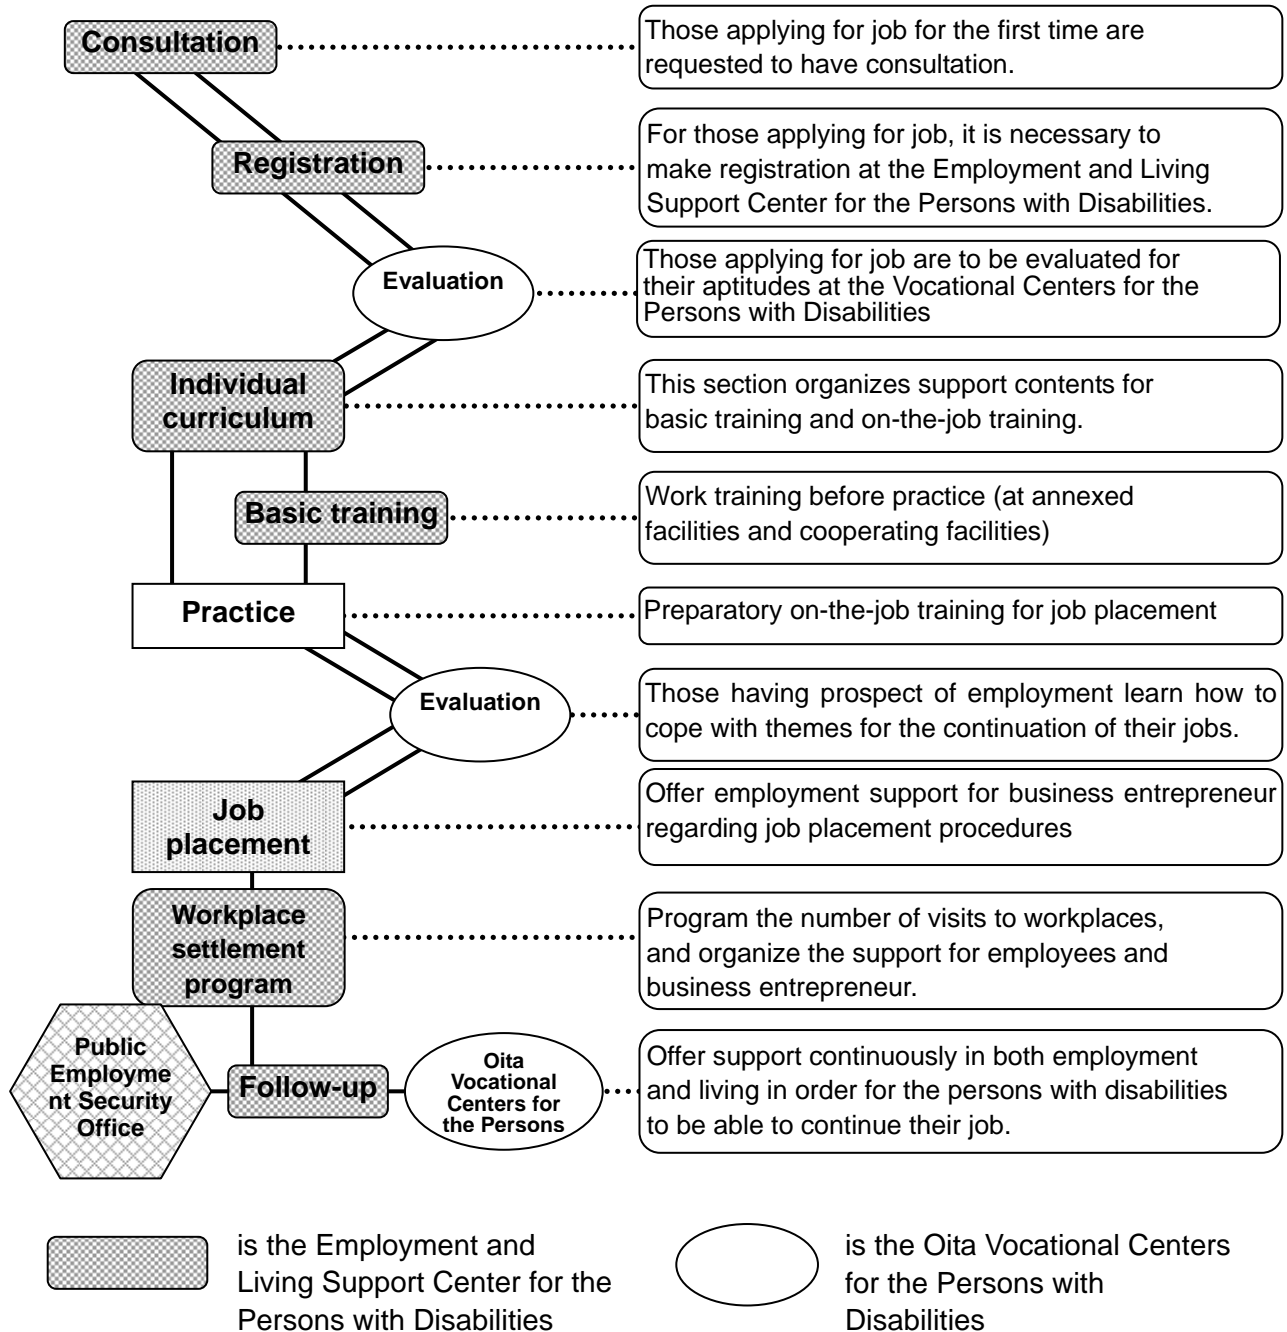 Consultation
Those applying for job for the first time are
requested to have consultation.
Registration
For those applying for job, it is necessary to
make registration at the Employment and Living
Support Center for the Persons with Disabilities.
Evaluation
Those applying for job are to be evaluated for
their aptitudes at the Vocational Centers for the
Persons with Disabilities
Individual
curriculum
This section organizes support contents for
basic training and on-the-job training.
Basic training
Work training before practice (at annexed
facilities and cooperating facilities)
Practice
Preparatory on-the-job training for job placement
Evaluation
Those having prospect of employment learn how to
cope with themes for the continuation of their jobs.
Job
placement
Offer employment support for business entrepreneur
regarding job placement procedures
Workplace
settlement
program
Program the number of visits to workplaces,
and organize the support for employees and
business entrepreneur.
Public
Employme
nt Security
Office
Follow-up
Oita
Vocational
Centers for
the Persons
Offer support continuously in both employment
and living in order for the persons with disabilities
to be able to continue their job.
is the Employment and
Living Support Center for the
Persons with Disabilities
is the Oita Vocational Centers
for the Persons with
Disabilities